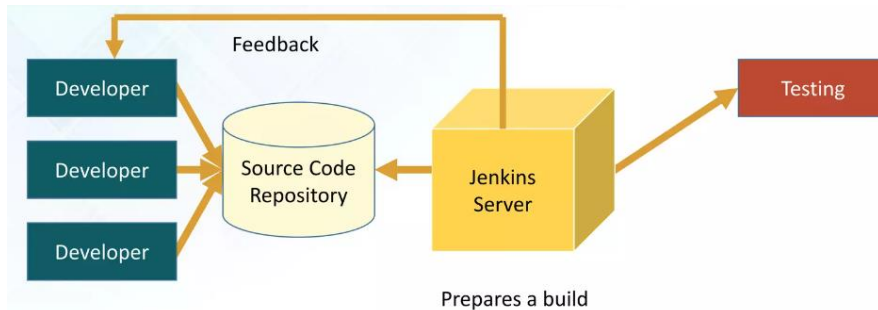 Feedback
Developer
Developer
Developer
Source Code
Repository
Jenkins
Server
Testing
Prepares a build